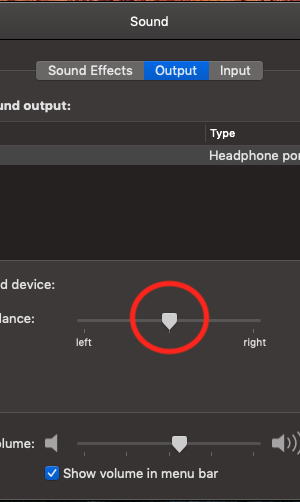 Sound
Sound Effects Output Input
und output:
Type
Headphone por
d device:
lance:
left right
olume:
Show volume in menu bar